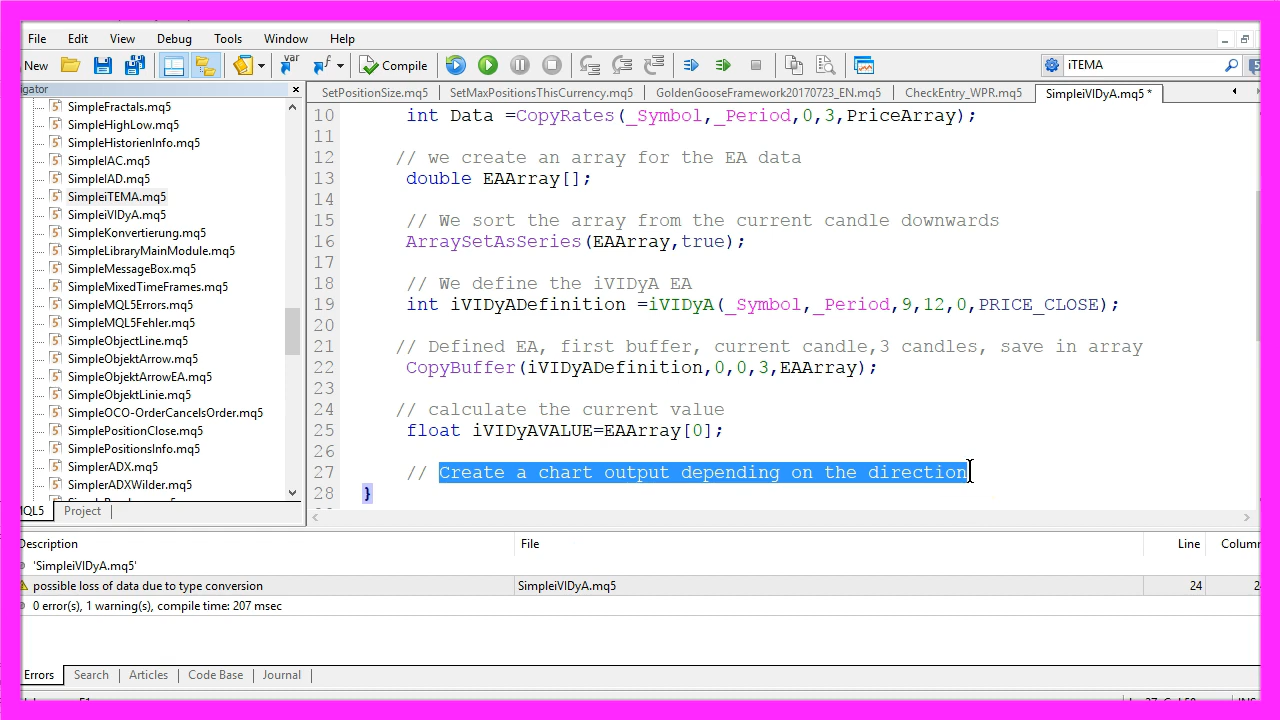 File Edit View Debug Tools Window Help
New Compile iTEMA
SetPositionSize.mq5 SetMaxPositionsThisCurrency.mq5 GoldenGooseFramework20170723_EN.mq5 CheckEntry_WPR.mq5 SimpleiVIDyA.mq5 *
SimpleFractals.mq5
SimpleHighLow.mq5
SimpleHistorienInfo.mq5
SimpleIAC.mq5
SimpleIAD.mq5
SimpleiTEMA.mq5
SimpleiVIDyA.mq5
SimpleKonvertierung.mq5
SimpleLibraryMainModule.mq5
SimpleMessageBox.mq5
SimpleMixedTimeFrames.mq5
SimpleMQL5Errors.mq5
SimpleMQL5Fehler.mq5
SimpleObjectLine.mq5
SimpleObjektArrow.mq5
SimpleObjektArrowEA.mq5
SimpleObjektLinie.mq5
SimpleOCO-OrderCancelsOrder.mq5
SimplePositionClose.mq5
SimplePositionsInfo.mq5
SimplerADX.mq5
SimplerADXWilder.mq5
MQL5 Project
10 int Data =CopyRates(_Symbol,_Period,0,3,PriceArray);
11
12 // we create an array for the EA data
13 double EAArray[];
14
15 // We sort the array from the current candle downwards
16 ArraySetAsSeries(EAArray,true);
17
18 // We define the iVIDyA EA
19 int iVIDyADefinition =iVIDyA(_Symbol,_Period,9,12,0,PRICE_CLOSE);
20
21 // Defined EA, first buffer, current candle,3 candles, save in array
22 CopyBuffer(iVIDyADefinition,0,0,3,EAArray);
23
24 // calculate the current value
25 float iVIDyAVALUE=EAArray[0];
26
27 // Create a chart output depending on the direction
28 }
Description File Line Column
'SimpleiVIDyA.mq5'
possible loss of data due to type conversion SimpleiVIDyA.mq5 24
0 error(s), 1 warning(s), compile time: 207 msec
Errors Search Articles Code Base Journal